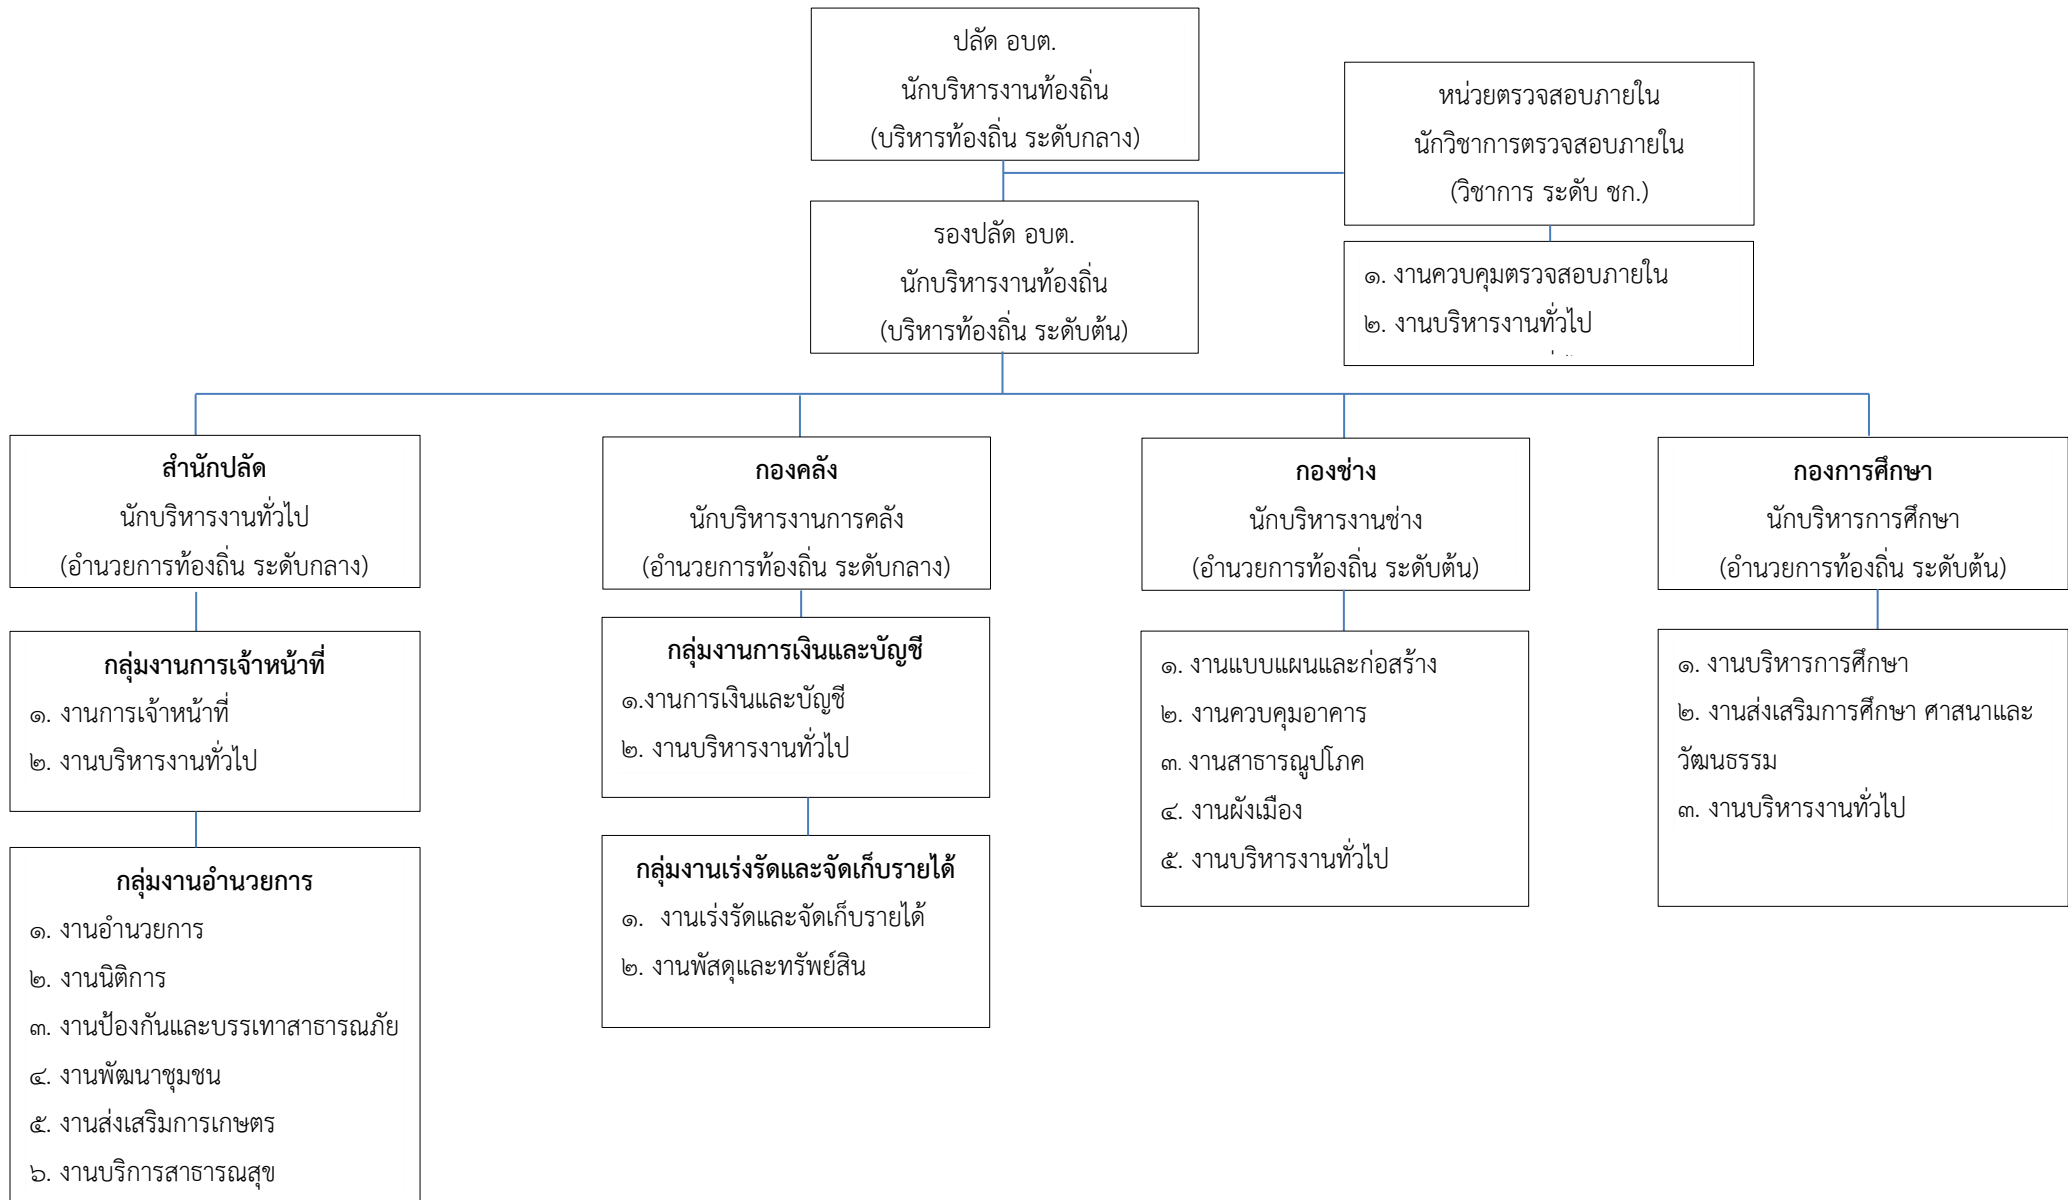 ปลัด อบต.
นักบริหารงานท้องถิ่น
(บริหารท้องถิ่น ระดับกลาง)
หน่วยตรวจสอบภายใน
นักวิชาการตรวจสอบภายใน
(วิชาการ ระดับ ชก.)
รองปลัด อบต.
นักบริหารงานท้องถิ่น
(บริหารท้องถิ่น ระดับต้น)
๑. งานควบคุมตรวจสอบภายใน
๒. งานบริหารงานทั่วไป
สำนักปลัด
นักบริหารงานทั่วไป
(อำนวยการท้องถิ่น ระดับกลาง)
กองคลัง
นักบริหารงานการคลัง
(อำนวยการท้องถิ่น ระดับกลาง)
กองช่าง
นักบริหารงานช่าง
(อำนวยการท้องถิ่น ระดับต้น)
กองการศึกษา
นักบริหารการศึกษา
(อำนวยการท้องถิ่น ระดับต้น)
กลุ่มงานการเจ้าหน้าที่
๑. งานการเจ้าหน้าที่
๒. งานบริหารงานทั่วไป
กลุ่มงานการเงินและบัญชี
๑.งานการเงินและบัญชี
๒. งานบริหารงานทั่วไป
๑. งานแบบแผนและก่อสร้าง
๒. งานควบคุมอาคาร
๓. งานสาธารณูปโภค
๔. งานผังเมือง
๕. งานบริหารงานทั่วไป
๑. งานบริหารการศึกษา
๒. งานส่งเสริมการศึกษา ศาสนาและ
วัฒนธรรม
๓. งานบริหารงานทั่วไป
กลุ่มงานอำนวยการ
๑. งานอำนวยการ
๒. งานนิติการ
๓. งานป้องกันและบรรเทาสาธารณภัย
๔. งานพัฒนาชุมชน
๕. งานส่งเสริมการเกษตร
๖. งานบริการสาธารณสุข
กลุ่มงานเร่งรัดและจัดเก็บรายได้
๑. งานเร่งรัดและจัดเก็บรายได้
๒. งานพัสดุและทรัพย์สิน